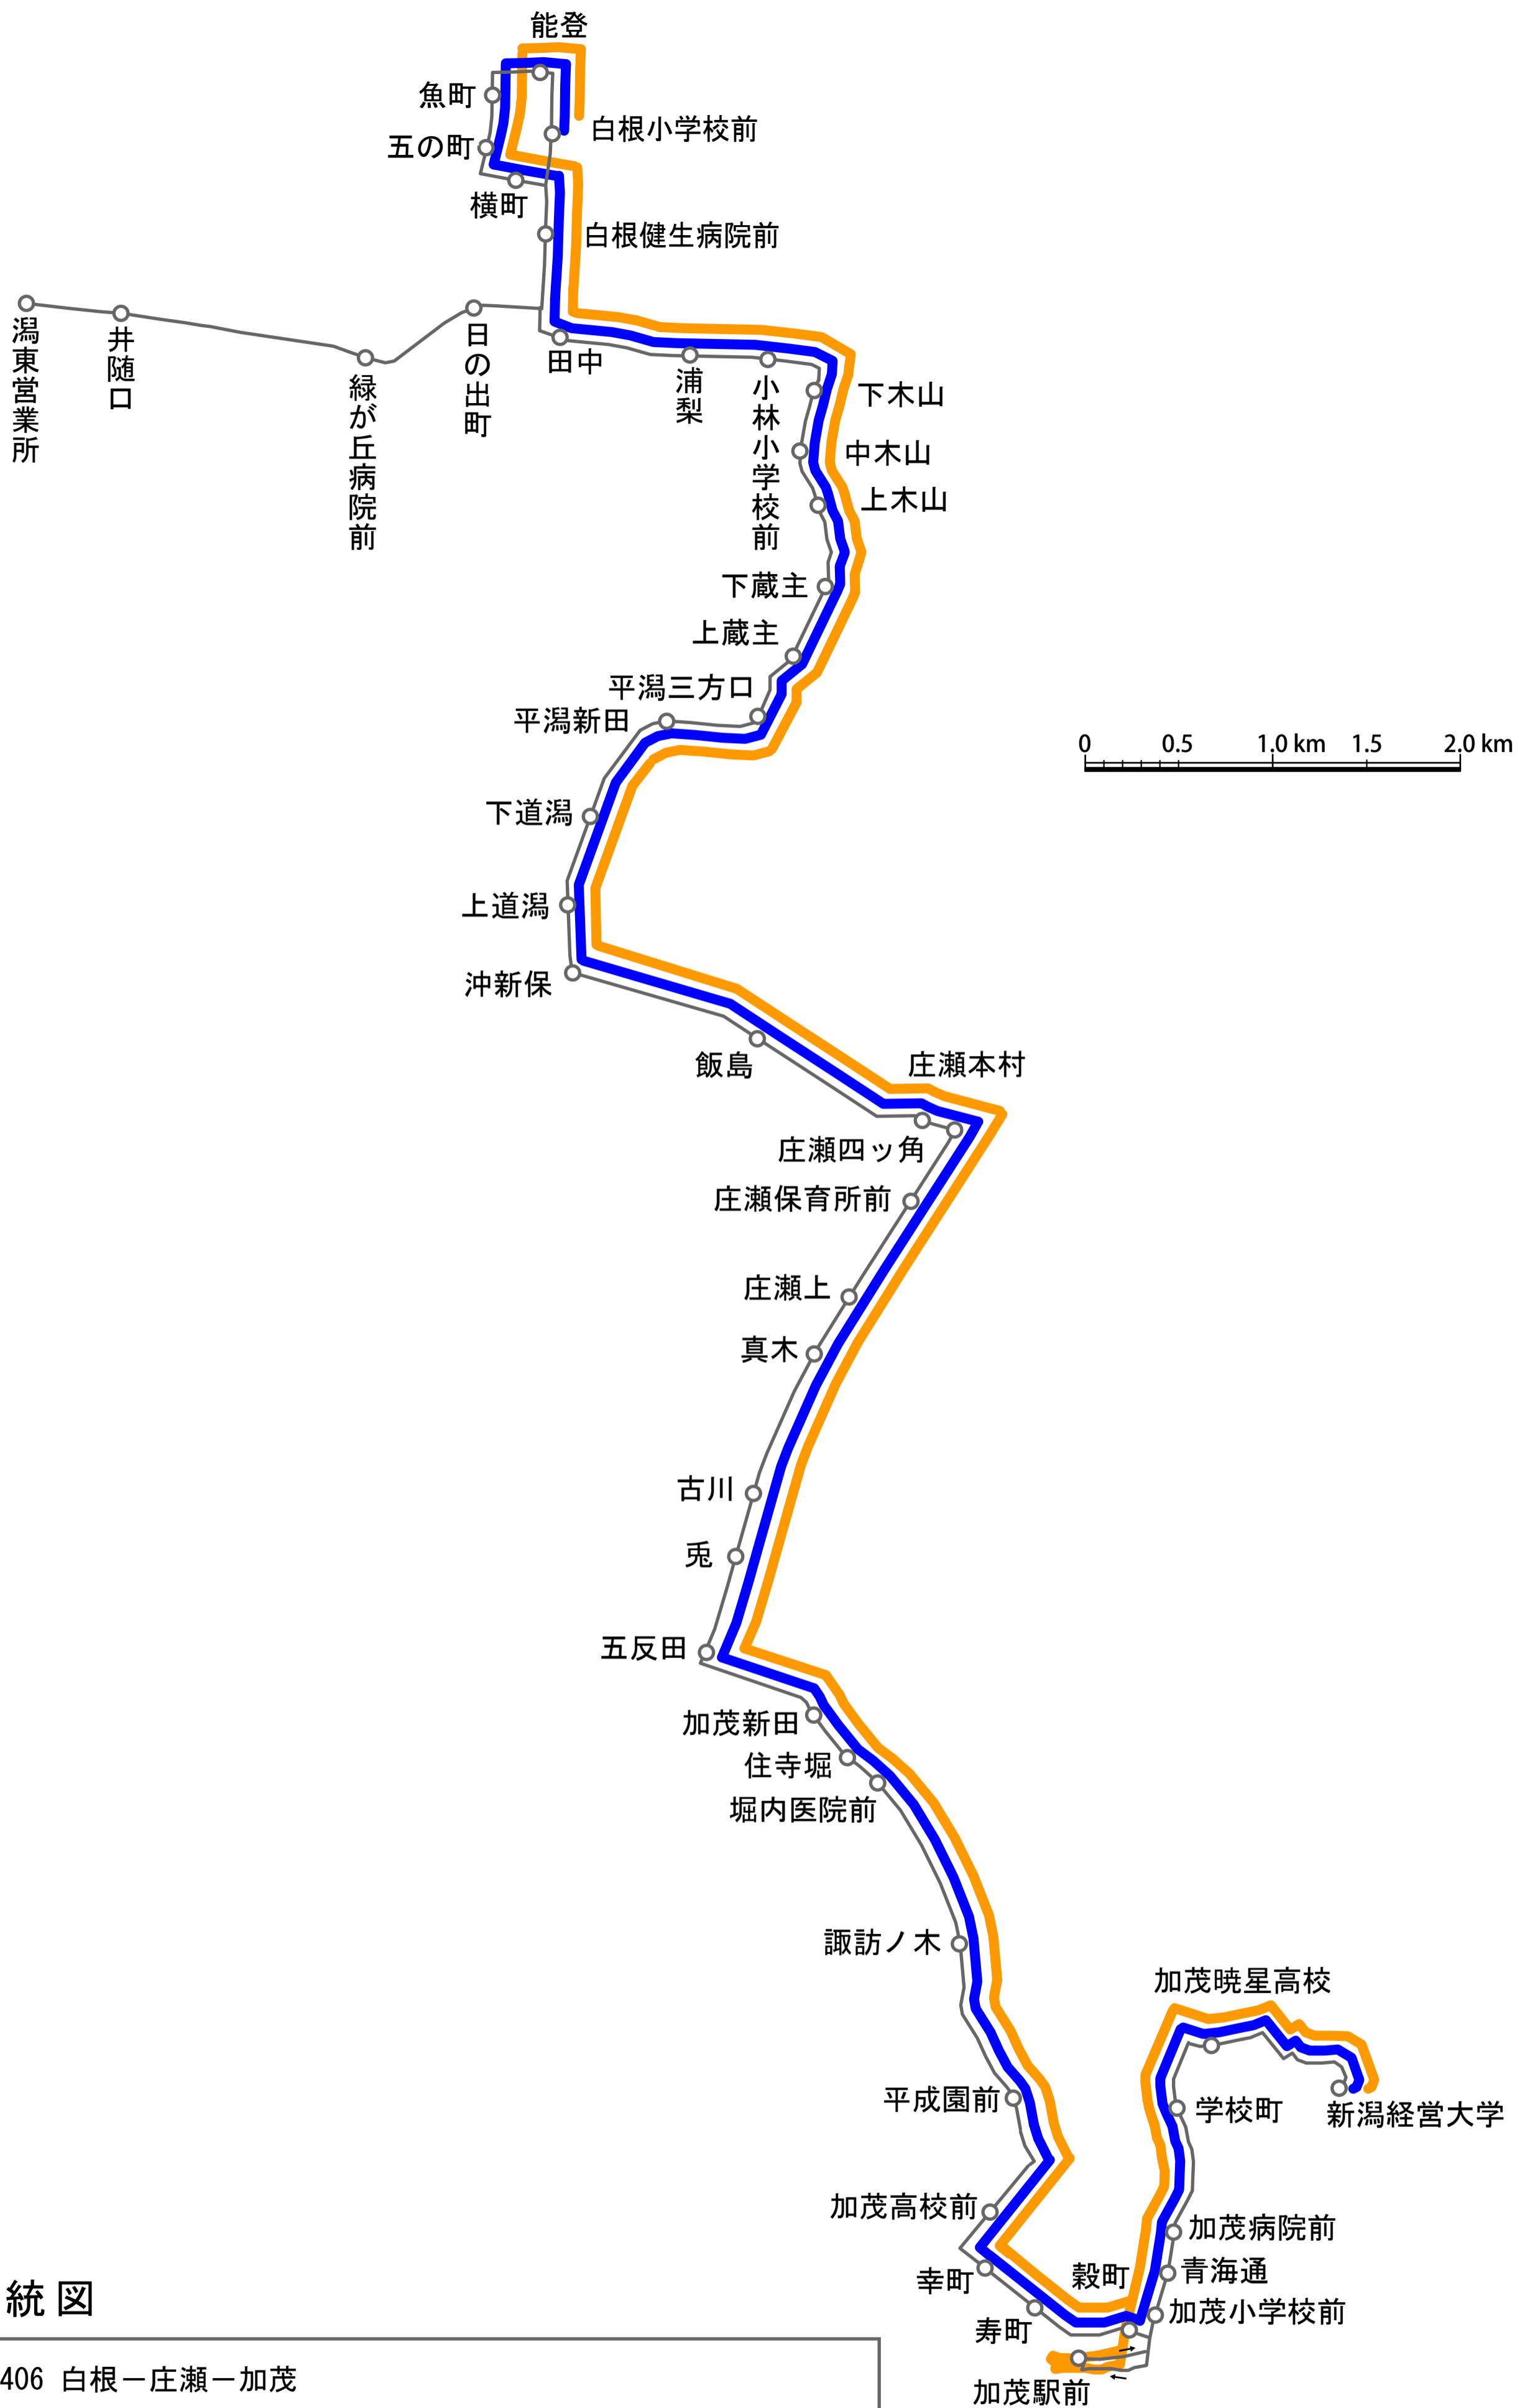 能登
魚町
五の町
横町
白根小学校前
白根健生病院前
潟東営業所
井随口
緑が丘病院前
日の出町
田中
浦梨
小林小学校前
下木山
中木山
上木山
下蔵主
上蔵主
平潟三方口
平潟新田
0 0.5 1.0 km 1.5 2.0 km
下道潟
上道潟
沖新保
飯島
庄瀬本村
庄瀬四ッ角
庄瀬保育所前
庄瀬上
真木
古川
兎
五反田
加茂新田
住寺堀
堀内医院前
諏訪ノ木
加茂暁星高校
平成園前
学校町
新潟経営大学
加茂高校前
加茂病院前
幸町
穀町
青海通
寿町
加茂小学校前
加茂駅前
統図
406 白根－庄瀬－加茂